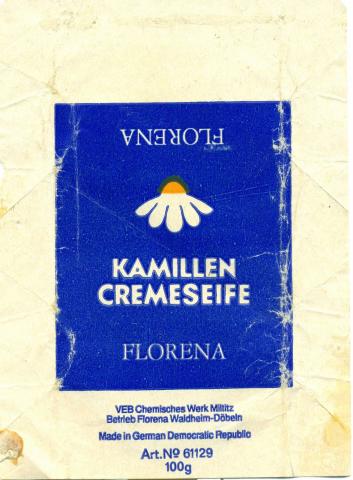 FLORENA
KAMILLEN
CREMESEIFE
FLORENA
VEB Chemisches Werk Miltitz
Betrieb Florena Waldheim-Döbeln
Made in German Democratic Republic
Art.Nº 61129
100g